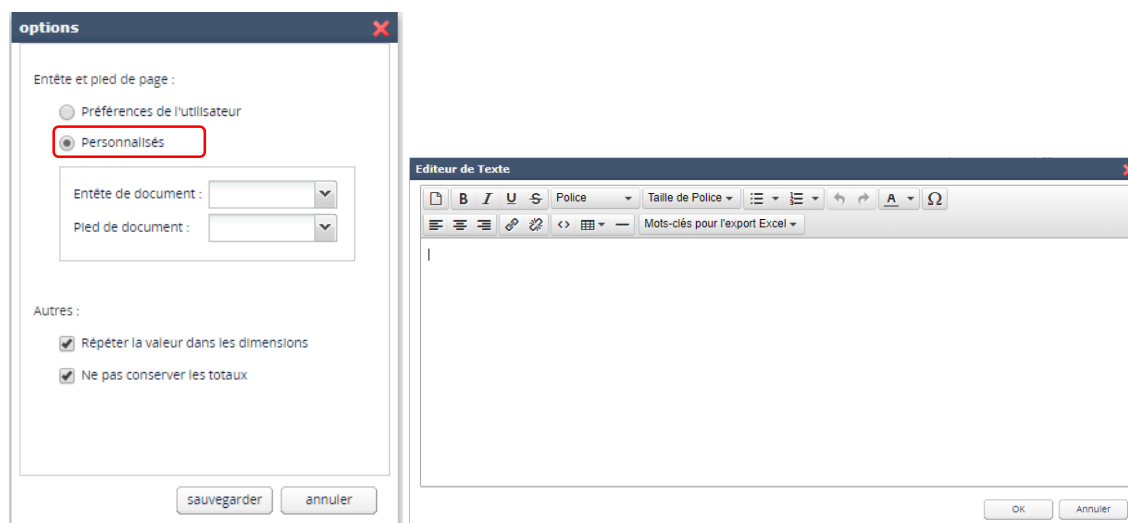 options
Entête et pied de page :
Préférences de l'utilisateur
Personnalisés
Entête de document :
Pied de document :
Autres :
Répéter la valeur dans les dimensions
Ne pas conserver les totaux
sauvegarder annuler
Editeur de Texte
B I U S Police Taille de Police A Ω
Mots-clés pour l'export Excel
OK Annuler